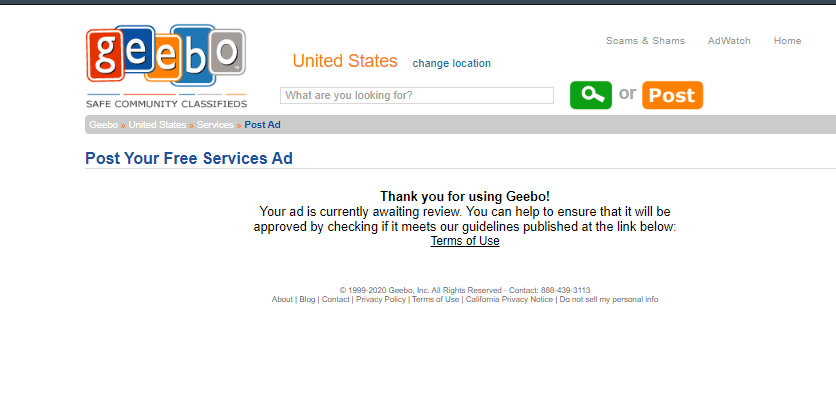 geebo
SAFE COMMUNITY CLASSIFIEDS
Scams & Shams AdWatch Home
United States change location
What are you looking for? or Post
Geebo » United States » Services » Post Ad
Post Your Free Services Ad
Thank you for using Geebo!
Your ad is currently awaiting review. You can help to ensure that it will be
approved by checking if it meets our guidelines published at the link below:
Terms of Use
© 1999-2020 Geebo, Inc. All Rights Reserved - Contact: 888-439-3113
About | Blog | Contact | Privacy Policy | Terms of Use | California Privacy Notice | Do not sell my personal info